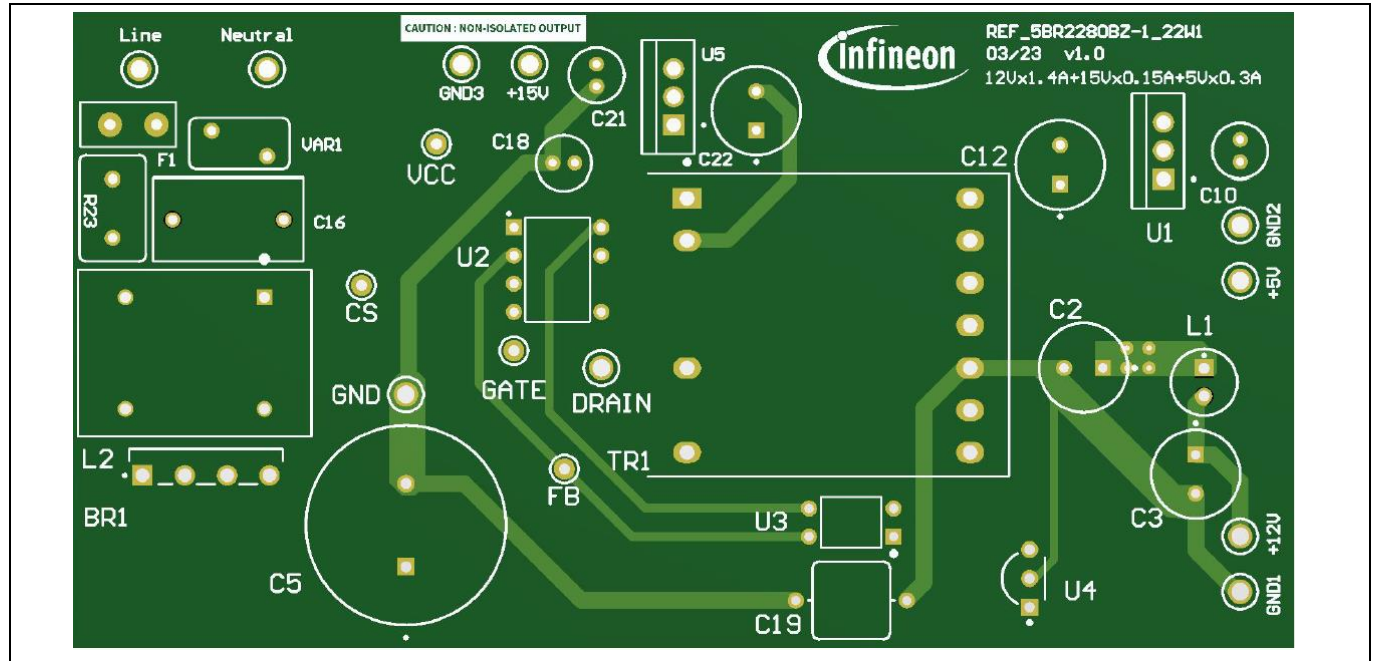 CAUTION : NON-ISOLATED OUTPUT
Line
Neutral
GND3
+15V
C21
U5
infineon
REF_5BR2280BZ-1_22W1
03/23 v1.0
12Vx1.4A+15Vx0.15A+5Vx0.3A
F1
VAR1
VCC
C18
C22
C12
C10
U1
GND2
R23
C16
U2
+5V
CS
C2
L1
GND
GATE
DRAIN
L2
TR1
FB
BR1
U3
C3
+12V
C5
U4
GND1
C19